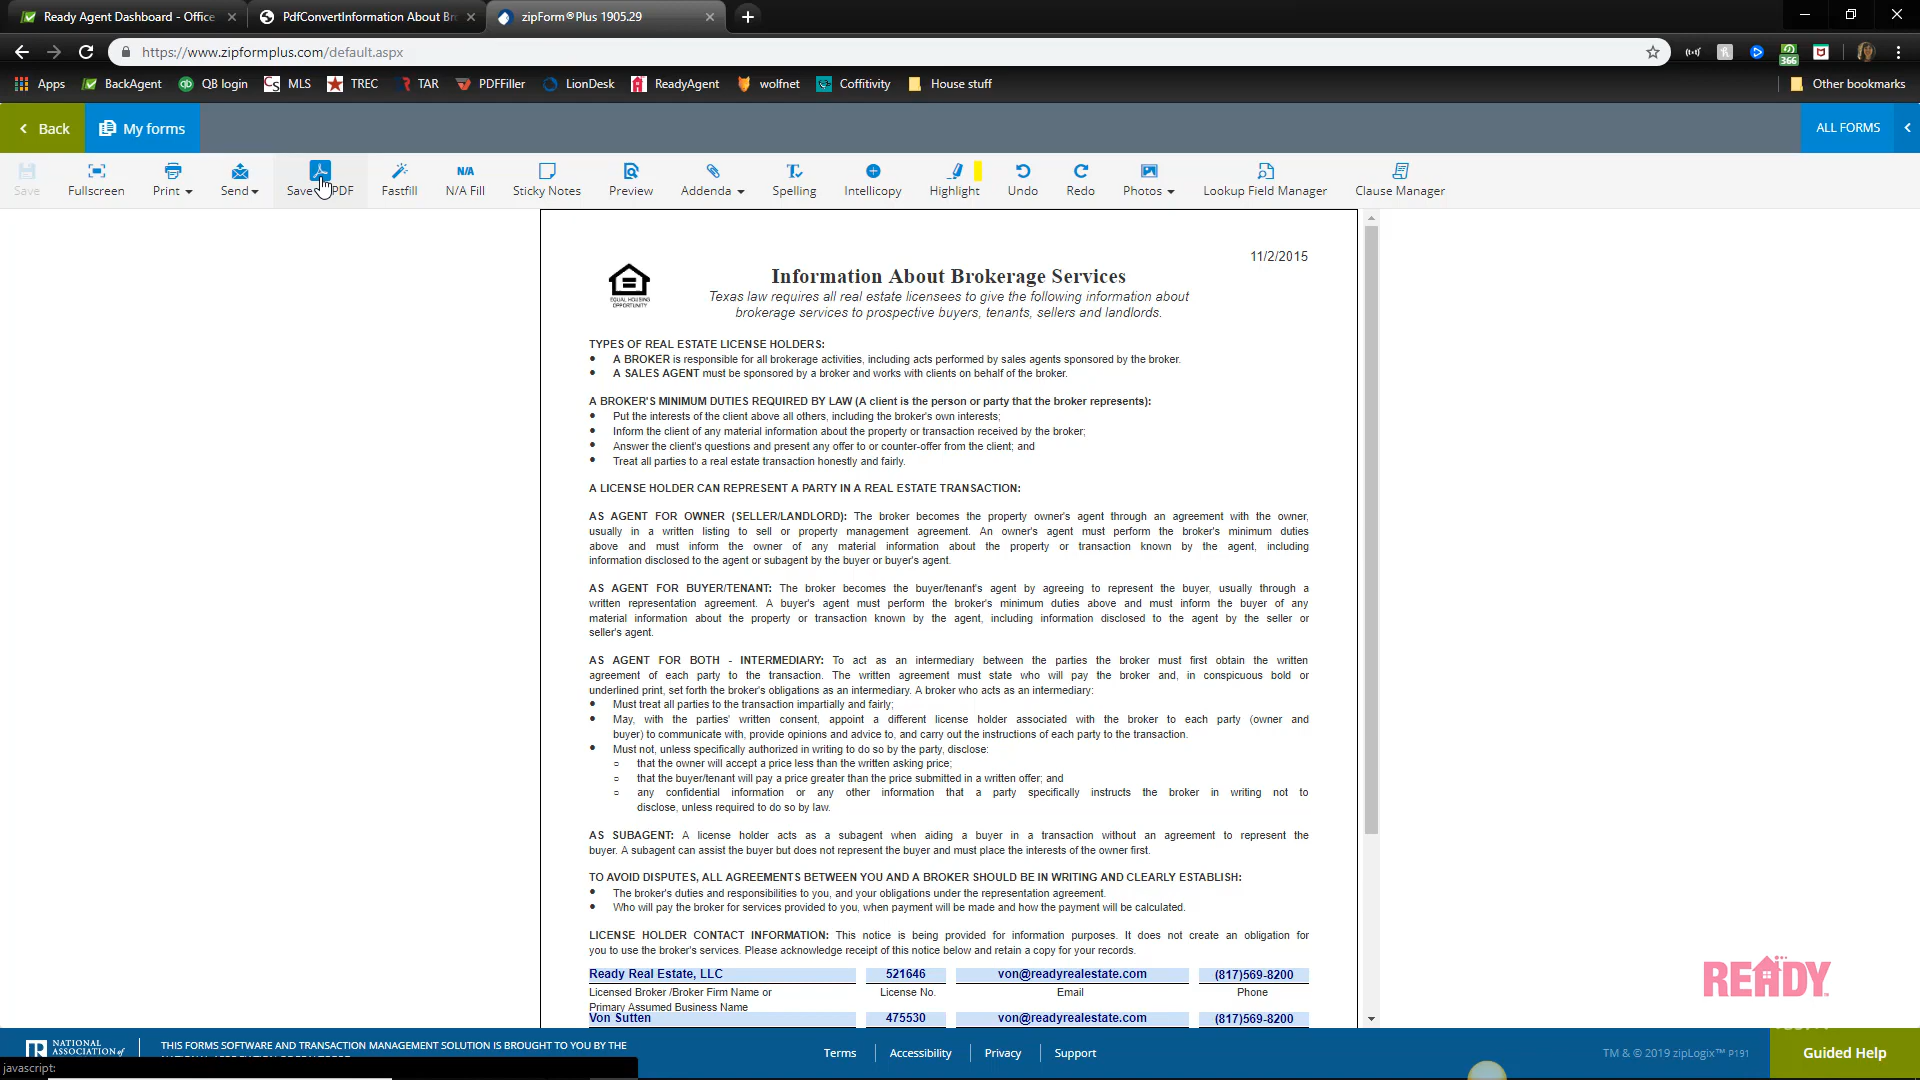 Ready Agent Dashboard - Office
PdfConvertInformation About Br
zipForm®Plus 1905.29
https://www.zipformplus.com/default.aspx
366
Apps
BackAgent
QB login
MLS
TREC
TAR
PDFFiller
LionDesk
ReadyAgent
wolfnet
Coffitivity
House stuff
Other bookmarks
Back
My forms
ALL FORMS
Save
Fullscreen
Print
Send
Save PDF
Fastfill
N/A
N/A Fill
Sticky Notes
Preview
Addenda
Spelling
Intellicopy
Highlight
Undo
Redo
Photos
Lookup Field Manager
Clause Manager
11/2/2015
EQUAL HOUSING
OPPORTUNITY
Information About Brokerage Services
Texas law requires all real estate licensees to give the following information about
brokerage services to prospective buyers, tenants, sellers and landlords.
TYPES OF REAL ESTATE LICENSE HOLDERS:
• A BROKER is responsible for all brokerage activities, including acts performed by sales agents sponsored by the broker.
• A SALES AGENT must be sponsored by a broker and works with clients on behalf of the broker.
A BROKER'S MINIMUM DUTIES REQUIRED BY LAW (A client is the person or party that the broker represents):
• Put the interests of the client above all others, including the broker's own interests;
• Inform the client of any material information about the property or transaction received by the broker;
• Answer the client's questions and present any offer to or counter-offer from the client; and
• Treat all parties to a real estate transaction honestly and fairly.
A LICENSE HOLDER CAN REPRESENT A PARTY IN A REAL ESTATE TRANSACTION:
AS AGENT FOR OWNER (SELLER/LANDLORD): The broker becomes the property owner's agent through an agreement with the owner,
usually in a written listing to sell or property management agreement. An owner's agent must perform the broker's minimum duties
above and must inform the owner of any material information about the property or transaction known by the agent, including
information disclosed to the agent or subagent by the buyer or buyer's agent.
AS AGENT FOR BUYER/TENANT: The broker becomes the buyer/tenant's agent by agreeing to represent the buyer, usually through a
written representation agreement. A buyer's agent must perform the broker's minimum duties above and must inform the buyer of any
material information about the property or transaction known by the agent, including information disclosed to the agent by the seller or
seller's agent.
AS AGENT FOR BOTH - INTERMEDIARY: To act as an intermediary between the parties the broker must first obtain the written
agreement of each party to the transaction. The written agreement must state who will pay the broker and, in conspicuous bold or
underlined print, set forth the broker's obligations as an intermediary. A broker who acts as an intermediary:
• Must treat all parties to the transaction impartially and fairly;
• May, with the parties' written consent, appoint a different license holder associated with the broker to each party (owner and
buyer) to communicate with, provide opinions and advice to, and carry out the instructions of each party to the transaction.
• Must not, unless specifically authorized in writing to do so by the party, disclose:
○ that the owner will accept a price less than the written asking price;
○ that the buyer/tenant will pay a price greater than the price submitted in a written offer; and
○ any confidential information or any other information that a party specifically instructs the broker in writing not to
disclose, unless required to do so by law.
AS SUBAGENT: A license holder acts as a subagent when aiding a buyer in a transaction without an agreement to represent the
buyer. A subagent can assist the buyer but does not represent the buyer and must place the interests of the owner first.
TO AVOID DISPUTES, ALL AGREEMENTS BETWEEN YOU AND A BROKER SHOULD BE IN WRITING AND CLEARLY ESTABLISH:
• The broker's duties and responsibilities to you, and your obligations under the representation agreement.
• Who will pay the broker for services provided to you, when payment will be made and how the payment will be calculated.
LICENSE HOLDER CONTACT INFORMATION: This notice is being provided for information purposes. It does not create an obligation for
you to use the broker's services. Please acknowledge receipt of this notice below and retain a copy for your records.
Ready Real Estate, LLC 521646 von@readyrealestate.com (817)569-8200
Licensed Broker /Broker Firm Name or License No. Email Phone
Primary Assumed Business Name
Von Sutten 475530 von@readyrealestate.com (817)569-8200
READY
NATIONAL
ASSOCIATION of
THIS FORMS SOFTWARE AND TRANSACTION MANAGEMENT SOLUTION IS BROUGHT TO YOU BY THE
Terms
Accessibility
Privacy
Support
TM & © 2019 zipLogix™ P191
Guided Help
javascript: